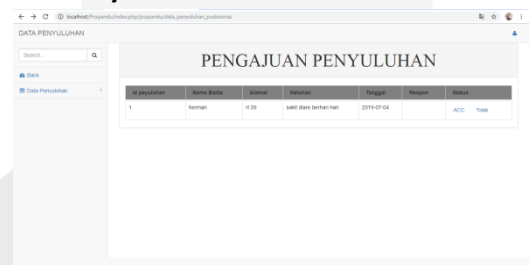 localhost/Posyandu/index.php/posyandu/data_penyuluhan_puskesmas
DATA PENYULUHAN
Search...
PENGAJUAN PENYULUHAN
Back
Data Penyuluhan
Id payuluhan Nama Balita Alamat Keluhan Tanggal Respon Status
1 herman rt 09 sakit diare berhari hari 2019-07-04 ACC Tolak